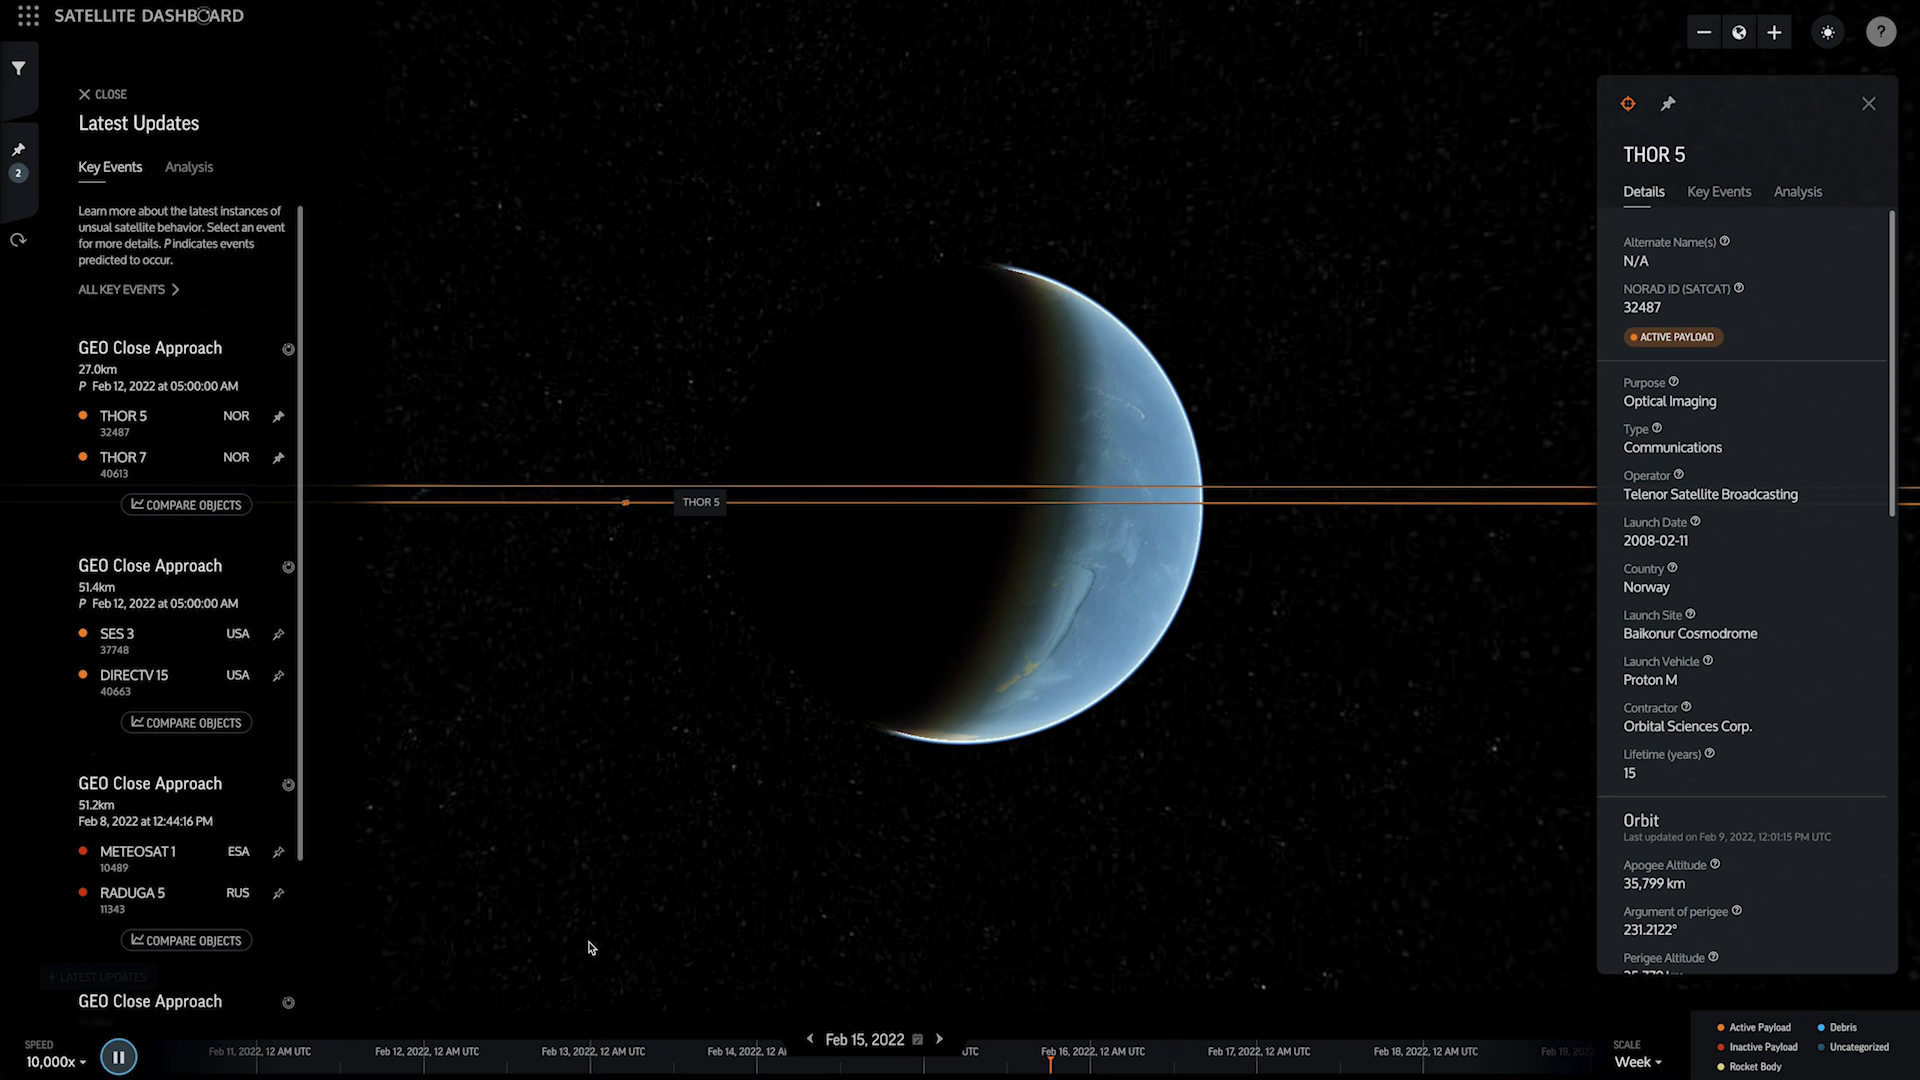 SATELLITE DASHBOARD
2
CLOSE
Latest Updates
Key Events Analysis
Learn more about the latest instances of
unusual satellite behavior. Select an event
for more details. P indicates events
predicted to occur.
ALL KEY EVENTS
GEO Close Approach
27.0km
P Feb 12, 2022 at 05:00:00 AM
THOR 5 NOR
32487
THOR 7 NOR
40613
COMPARE OBJECTS
GEO Close Approach
51.4km
P Feb 12, 2022 at 05:00:00 AM
SES 3 USA
37748
DIRECTV 15 USA
40663
COMPARE OBJECTS
GEO Close Approach
51.2km
Feb 8, 2022 at 12:44:16 PM
METEOSAT 1 ESA
10489
RADUGA 5 RUS
11343
COMPARE OBJECTS
LATEST UPDATES
GEO Close Approach
THOR 5
?
THOR 5
Details Key Events Analysis
Alternate Name(s) ?
N/A
NORAD ID (SATCAT) ?
32487
ACTIVE PAYLOAD
Purpose ?
Optical Imaging
Type ?
Communications
Operator ?
Telenor Satellite Broadcasting
Launch Date ?
2008-02-11
Country ?
Norway
Launch Site ?
Baikonur Cosmodrome
Launch Vehicle ?
Proton M
Contractor ?
Orbital Sciences Corp.
Lifetime (years) ?
15
Orbit
Last updated on Feb 9, 2022, 12:01:15 PM UTC
Apogee Altitude ?
35,799 km
Argument of perigee ?
231.2122°
Perigee Altitude ?
SPEED
10,000x
Feb 15, 2022
Feb 11, 2022, 12 AM UTC Feb 12, 2022, 12 AM UTC Feb 13, 2022, 12 AM UTC Feb 14, 2022, 12 A UTC Feb 16, 2022, 12 AM UTC Feb 17, 2022, 12 AM UTC Feb 18, 2022, 12 AM UTC Feb 19, 202
SCALE
Week
Active Payload Debris
Inactive Payload Uncategorized
Rocket Body